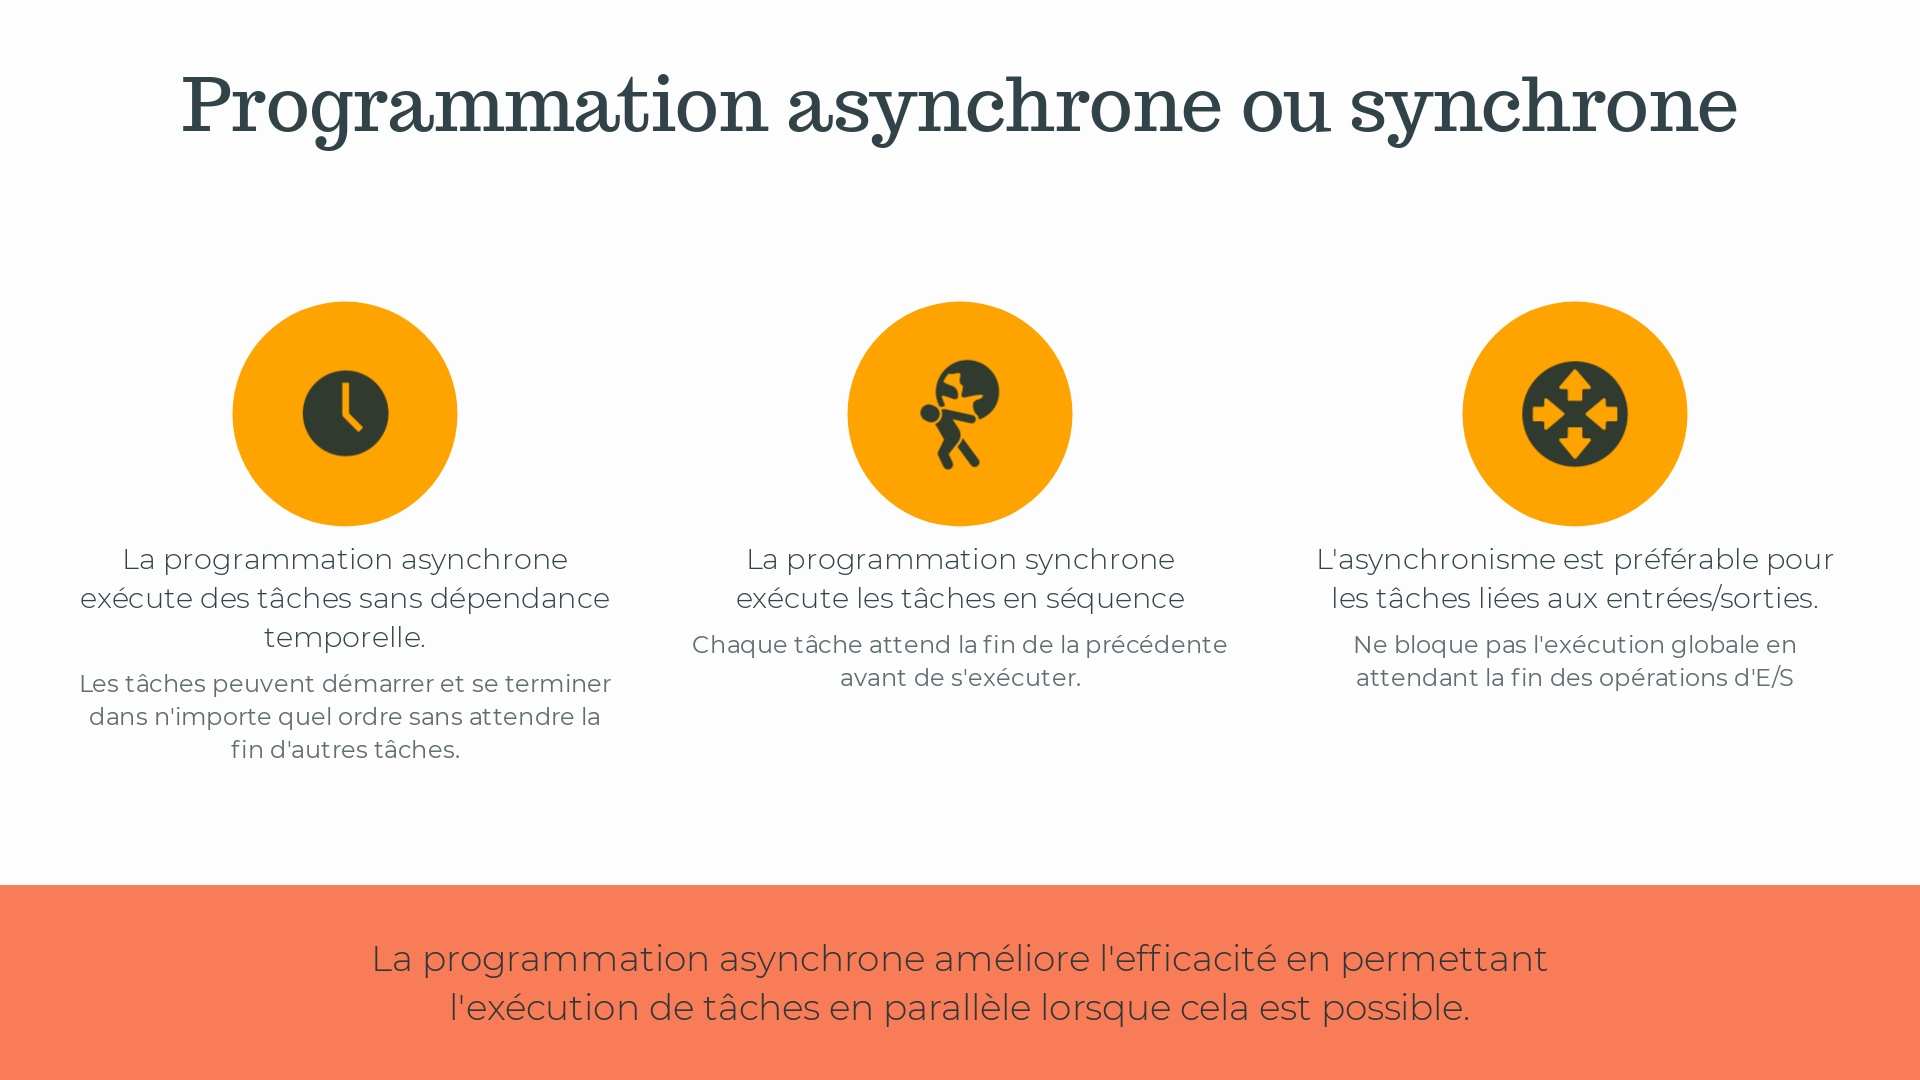 Programmation asynchrone ou synchrone
La programmation asynchrone
exécute des tâches sans dépendance
temporelle.
Les tâches peuvent démarrer et se terminer
dans n'importe quel ordre sans attendre la
fin d'autres tâches.
La programmation synchrone
exécute les tâches en séquence
Chaque tâche attend la fin de la précédente
avant de s'exécuter.
L'asynchronisme est préférable pour
les tâches liées aux entrées/sorties.
Ne bloque pas l'exécution globale en
attendant la fin des opérations d'E/S
La programmation asynchrone améliore l'efficacité en permettant
l'exécution de tâches en parallèle lorsque cela est possible.